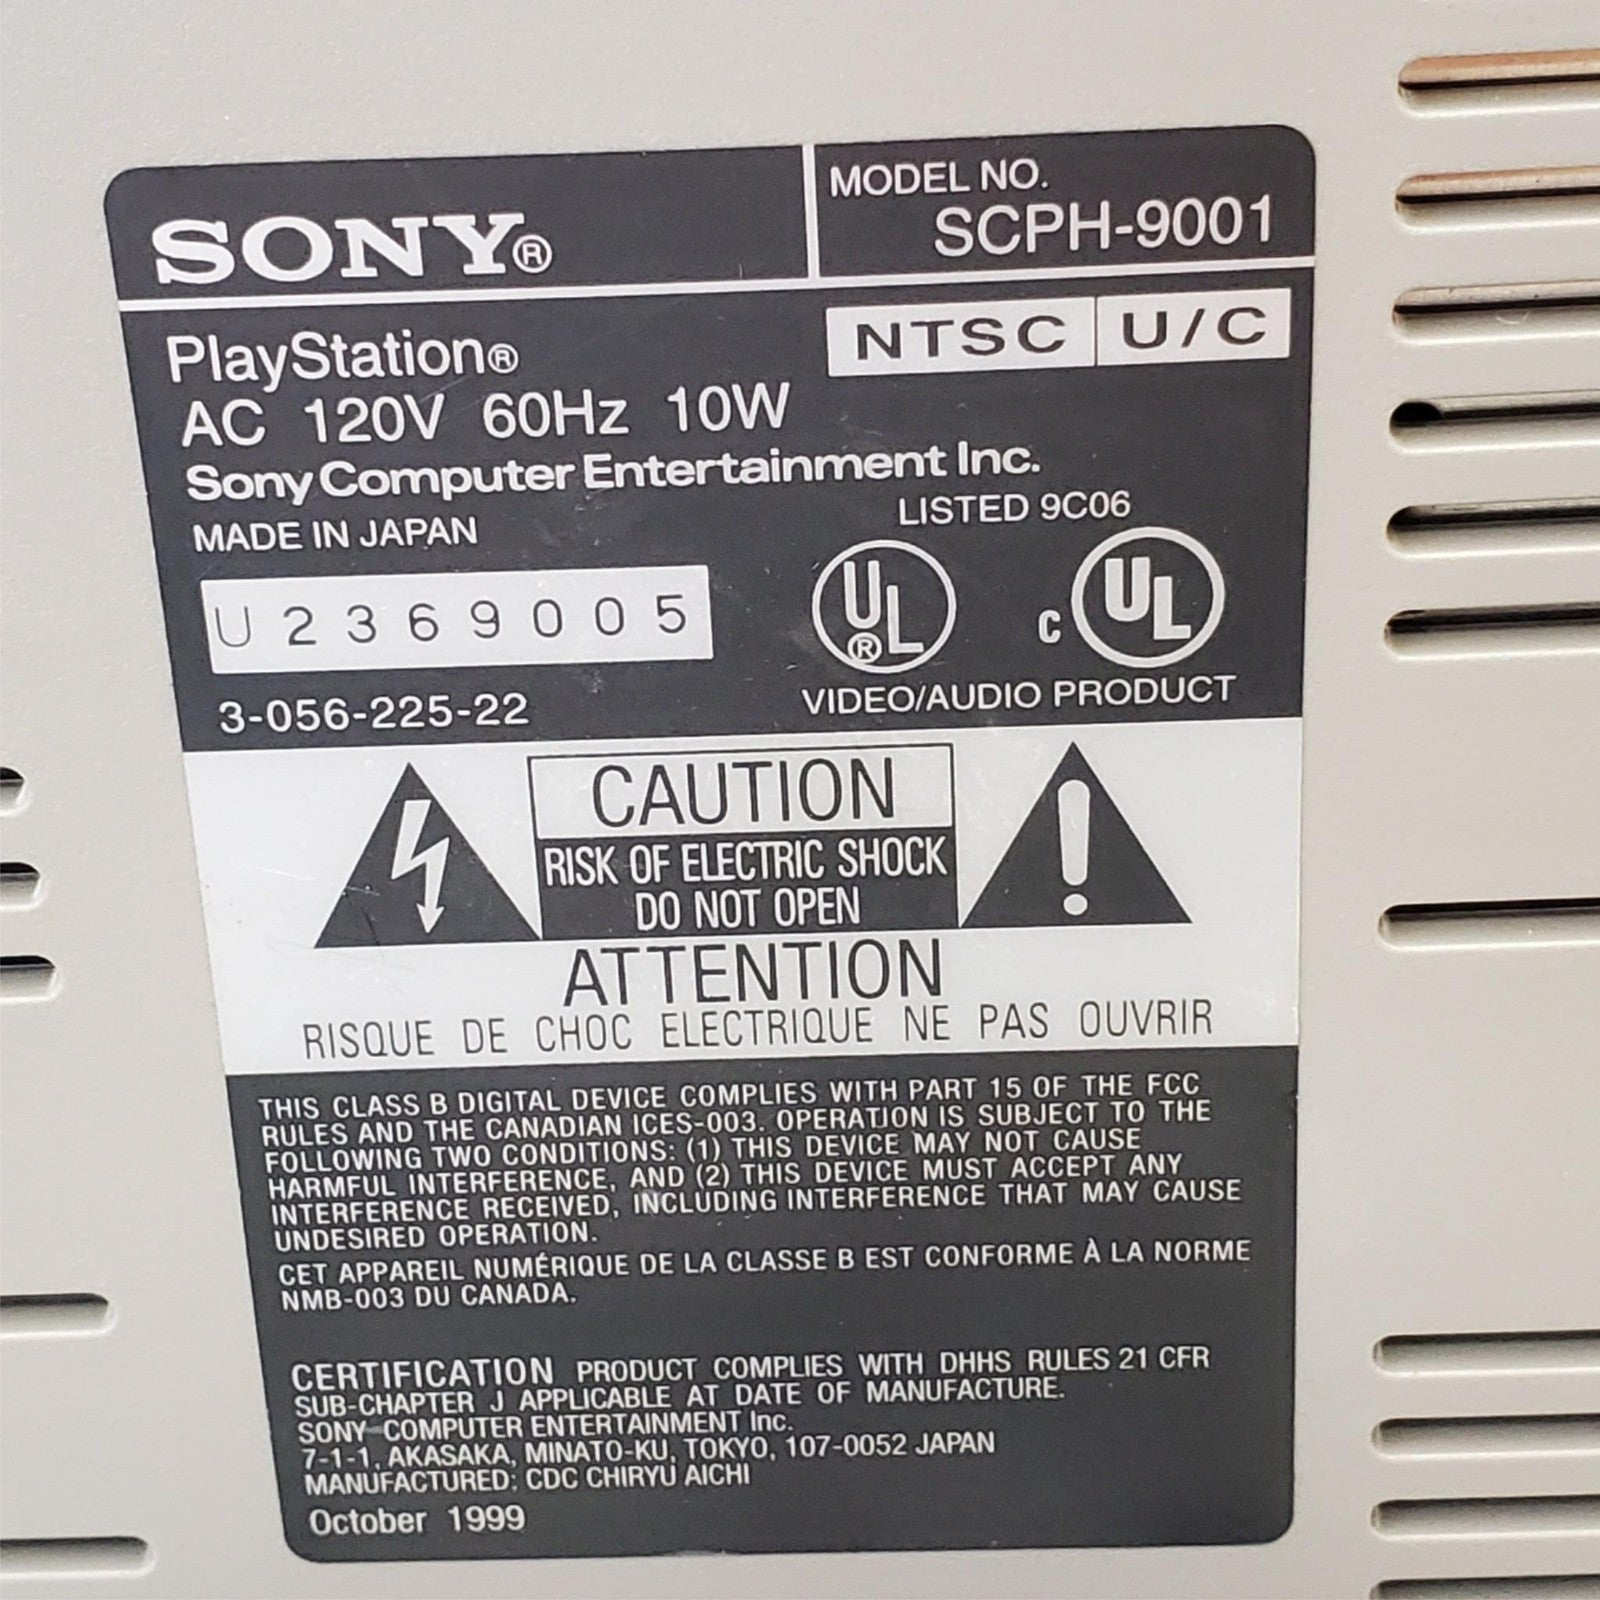 SONY®
MODEL NO.
SCPH-9001
PlayStation®
NTSC U/C
AC 120V 60Hz 10W
Sony Computer Entertainment Inc.
MADE IN JAPAN
LISTED 9C06
U2369005
UL® c UL
3-056-225-22
VIDEO/AUDIO PRODUCT
CAUTION
RISK OF ELECTRIC SHOCK
DO NOT OPEN
ATTENTION
RISQUE DE CHOC ELECTRIQUE NE PAS OUVRIR
THIS CLASS B DIGITAL DEVICE COMPLIES WITH PART 15 OF THE FCC
RULES AND THE CANADIAN ICES-003. OPERATION IS SUBJECT TO THE
FOLLOWING TWO CONDITIONS: (1) THIS DEVICE MAY NOT CAUSE
HARMFUL INTERFERENCE, AND (2) THIS DEVICE MUST ACCEPT ANY
INTERFERENCE RECEIVED, INCLUDING INTERFERENCE THAT MAY CAUSE
UNDESIRED OPERATION.
CET APPAREIL NUMÉRIQUE DE LA CLASSE B EST CONFORME À LA NORME
NMB-003 DU CANADA.
CERTIFICATION PRODUCT COMPLIES WITH DHHS RULES 21 CFR
SUB-CHAPTER J APPLICABLE AT DATE OF MANUFACTURE.
SONY COMPUTER ENTERTAINMENT Inc.
7-1-1, AKASAKA, MINATO-KU, TOKYO, 107-0052 JAPAN
MANUFACTURED: CDC CHIRYU AICHI
October 1999